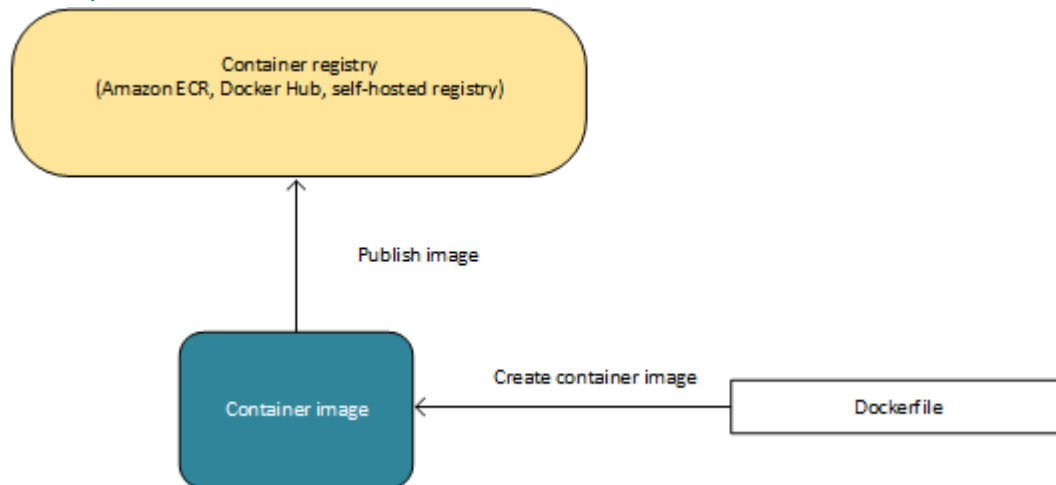 Container registry
(Amazon ECR, Docker Hub, self-hosted registry)
Publish image
Create container image
Container image
Dockerfile